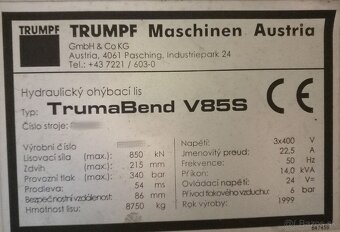 TRUMPF TRUMPF Maschinen Austria
GmbH & Co KG
Austria, 4061 Pasching, Industriepark 24
Tel.: +43 7221 / 603-0
Hydraulický ohýbací lis
Typ: TrumaBend V85S
Číslo stroje:
Výrobní číslo
Lisovací síla (max.): 850 kN
Zdvih (max.): 215 mm
Provozní tlak (max.): 340 bar
Prodleva: 54 ms
Bezpečnostní vzdálenost: 86 mm
Hmotnost lisu: 8750 kg
Napětí: 3x400 V
Jmenovitý proud: 22,5 A
Frekvence: 50 Hz
Příkon: 14,0 kVA
Ovládací napětí: 24 V=
Přívod tlakového vzduchu: 6 bar
Rok výroby: 1999